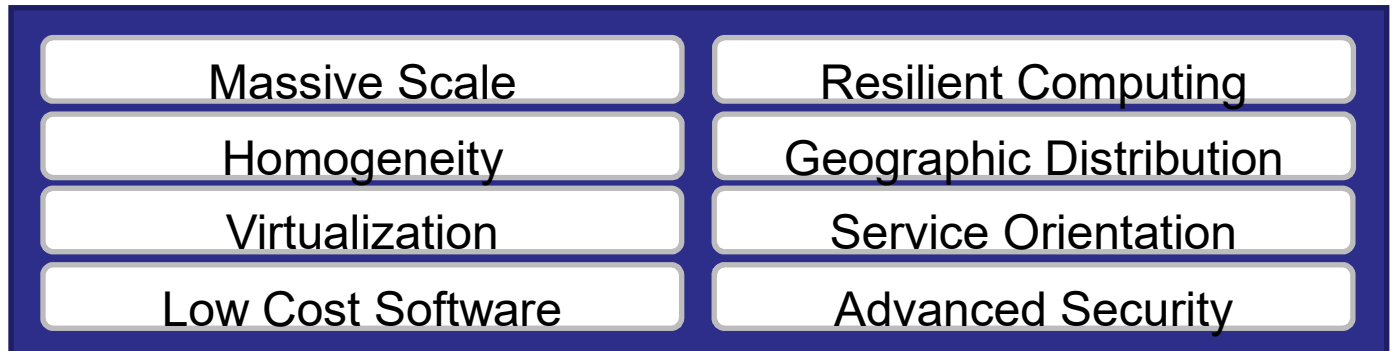 Massive Scale
Resilient Computing
Homogeneity
Geographic Distribution
Virtualization
Service Orientation
Low Cost Software
Advanced Security